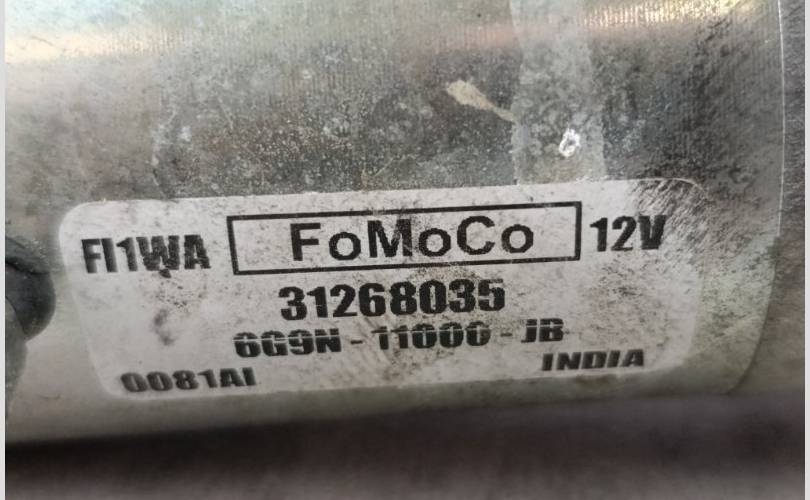 FI1WA FoMoCo 12V
31268035
6G9N-11000-JB
INDIA
0081AI